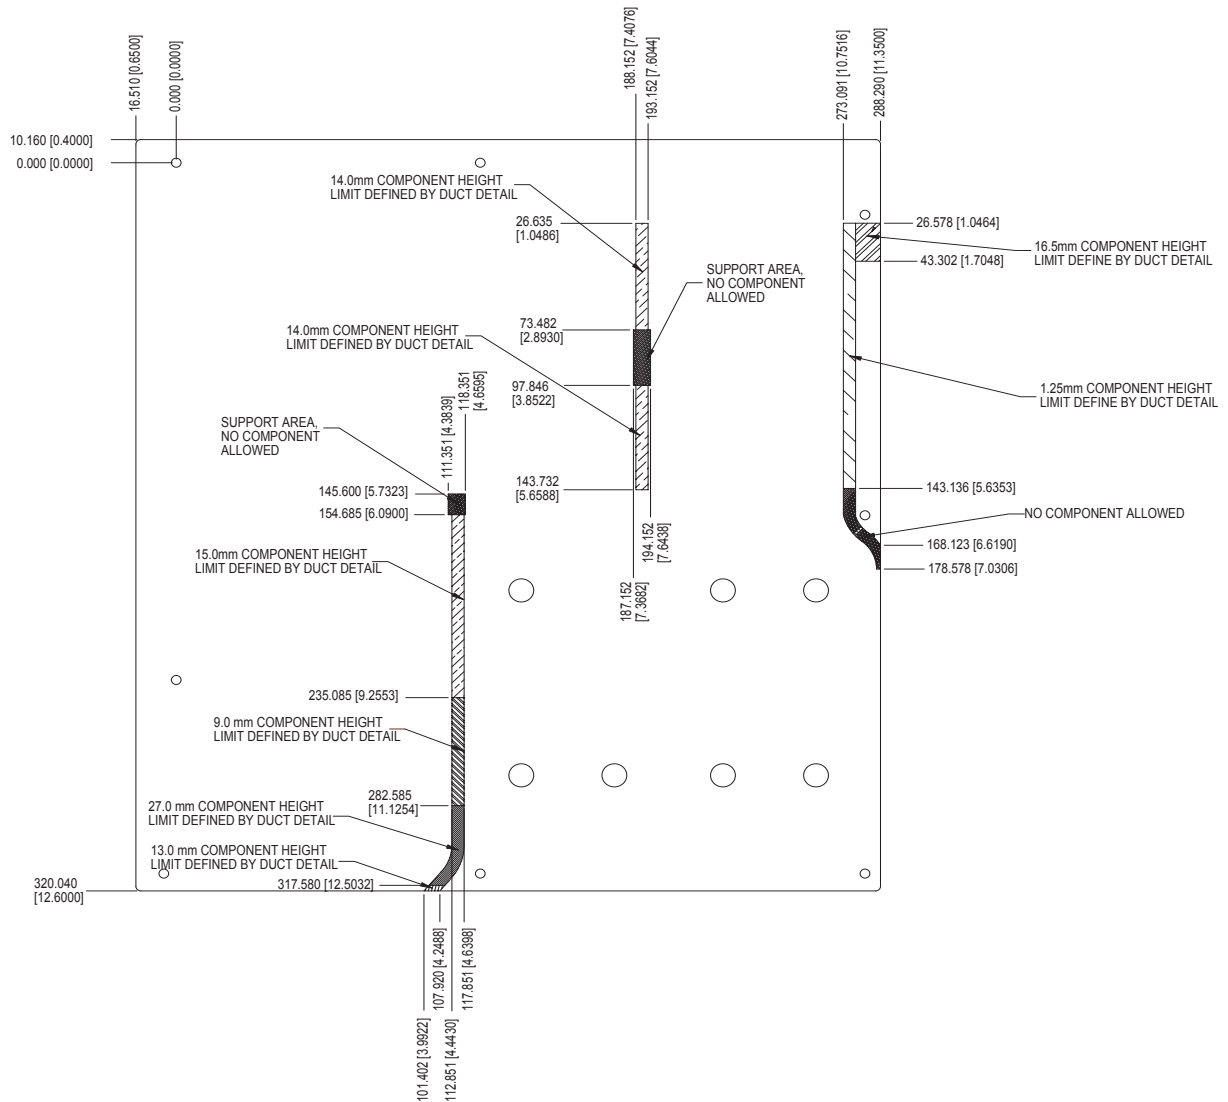 16.510 [0.6500]
0.000 [0.0000]
188.152 [7.4076]
193.152 [7.6044]
273.091 [10.7516]
288.290 [11.3500]
10.160 [0.4000]
0.000 [0.0000]
14.0mm COMPONENT HEIGHT
LIMIT DEFINED BY DUCT DETAIL
26.635
[1.0486]
26.578 [1.0464]
16.5mm COMPONENT HEIGHT
LIMIT DEFINE BY DUCT DETAIL
43.302 [1.7048]
SUPPORT AREA,
NO COMPONENT
ALLOWED
14.0mm COMPONENT HEIGHT
LIMIT DEFINED BY DUCT DETAIL
73.482
[2.8930]
97.846
[3.8522]
1.25mm COMPONENT HEIGHT
LIMIT DEFINE BY DUCT DETAIL
111.351 [4.3839]
118.351
[4.6595]
SUPPORT AREA,
NO COMPONENT
ALLOWED
145.600 [5.7323]
154.685 [6.0900]
143.732
[5.6588]
143.136 [5.6353]
NO COMPONENT ALLOWED
168.123 [6.6190]
178.578 [7.0306]
194.152
[7.6438]
187.152
[7.3682]
15.0mm COMPONENT HEIGHT
LIMIT DEFINED BY DUCT DETAIL
235.085 [9.2553]
9.0 mm COMPONENT HEIGHT
LIMIT DEFINED BY DUCT DETAIL
282.585
[11.1254]
27.0 mm COMPONENT HEIGHT
LIMIT DEFINED BY DUCT DETAIL
13.0 mm COMPONENT HEIGHT
LIMIT DEFINED BY DUCT DETAIL
317.580 [12.5032]
320.040
[12.6000]
101.402 [3.9922]
107.920 [4.2488]
112.851 [4.4430]
117.851 [4.6398]